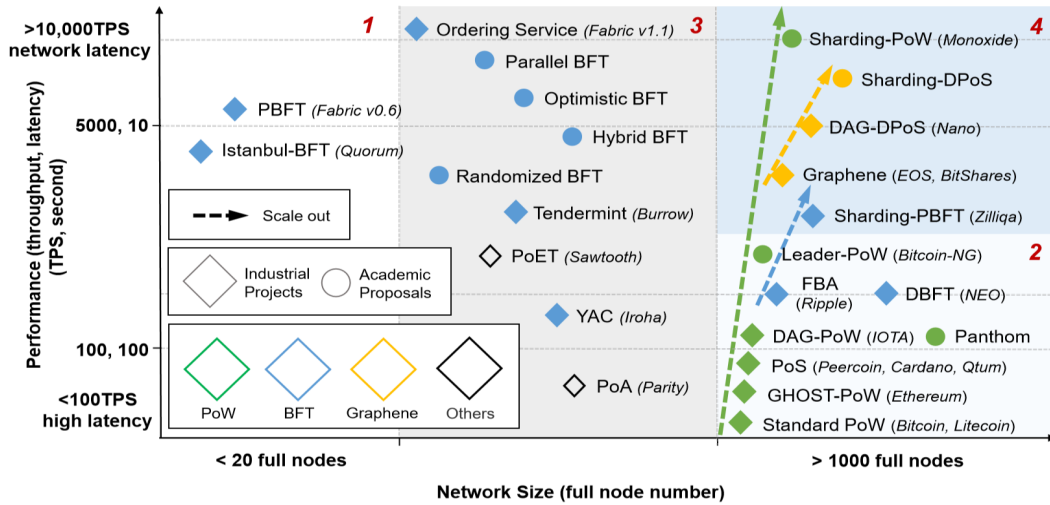 >10,000TPS
network latency
5000, 10
100, 100
<100TPS
high latency
Performance (throughput, latency)
(TPS, second)
1
3
4
2
Ordering Service (Fabric v1.1)
Parallel BFT
Optimistic BFT
PBFT (Fabric v0.6)
Hybrid BFT
Istanbul-BFT (Quorum)
Randomized BFT
Tendermint (Burrow)
PoET (Sawtooth)
YAC (Iroha)
PoA (Parity)
Sharding-PoW (Monoxide)
Sharding-DPoS
DAG-DPoS (Nano)
Graphene (EOS, BitShares)
Sharding-PBFT (Zilliqa)
Leader-PoW (Bitcoin-NG)
FBA
(Ripple)
DBFT (NEO)
DAG-PoW (IOTA)
Panthom
PoS (Peercoin, Cardano, Qtum)
GHOST-PoW (Ethereum)
Standard PoW (Bitcoin, Litecoin)
Scale out
Industrial
Projects
Academic
Proposals
PoW
BFT
Graphene
Others
< 20 full nodes
> 1000 full nodes
Network Size (full node number)